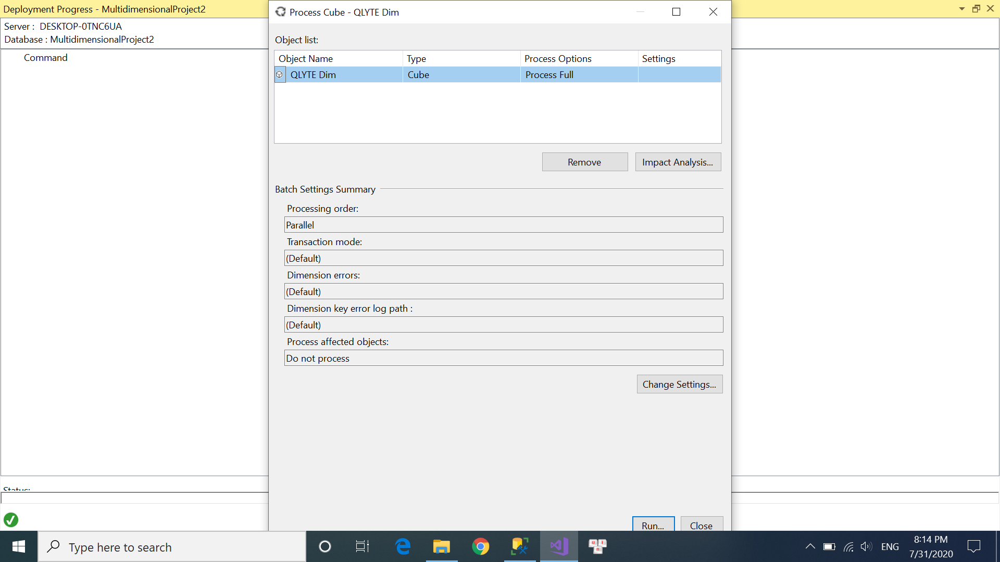 Deployment Progress - MultidimensionalProject2
Server : DESKTOP-0TNC6UA
Database : MultidimensionalProject2
Command
Status:
Process Cube - QLYTE Dim
Object list:
Object Name Type Process Options Settings
QLYTE Dim Cube Process Full
Remove Impact Analysis...
Batch Settings Summary
Processing order:
Parallel
Transaction mode:
(Default)
Dimension errors:
(Default)
Dimension key error log path :
(Default)
Process affected objects:
Do not process
Change Settings...
Run... Close
Type here to search
u i n
ENG
8:14 PM
7/31/2020